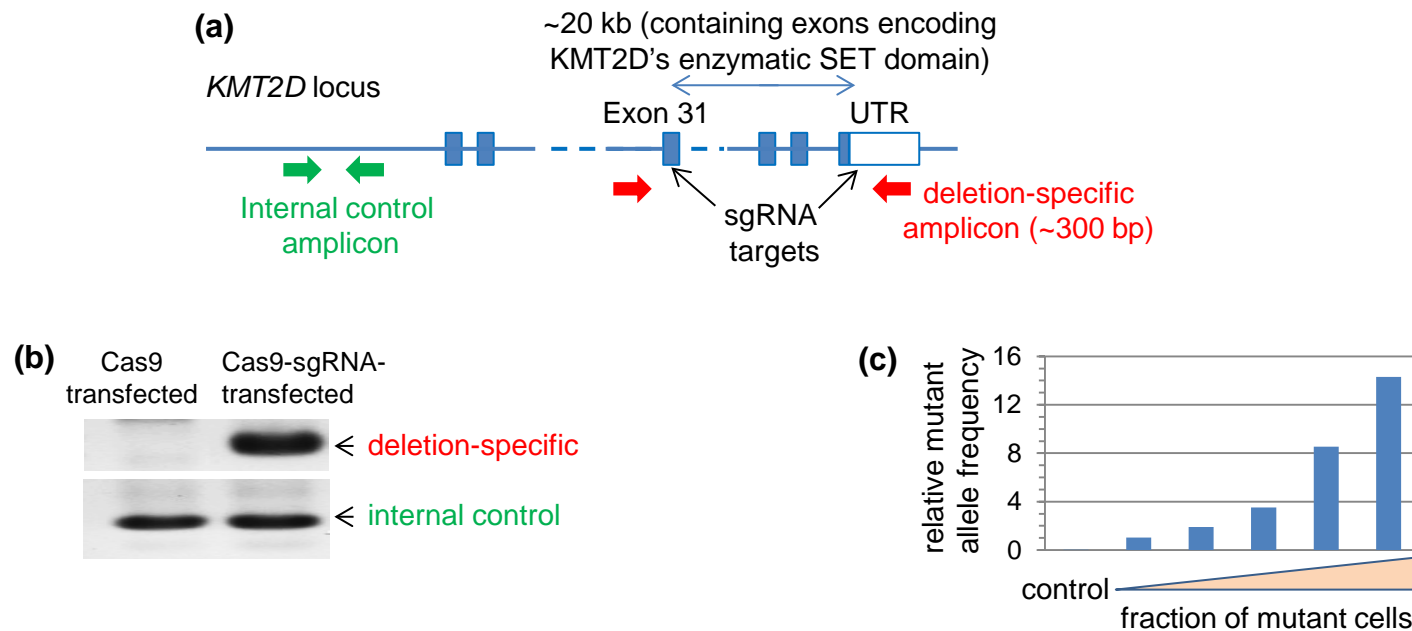 (a)
~20 kb (containing exons encoding
KMT2D's enzymatic SET domain)
KMT2D locus
Exon 31
UTR
Internal control
amplicon
sgRNA
targets
deletion-specific
amplicon (~300 bp)
(b)
Cas9
transfected
Cas9-sgRNA-
transfected
deletion-specific
internal control
(c)
relative mutant
allele frequency
16
12
8
4
0
control
fraction of mutant cells